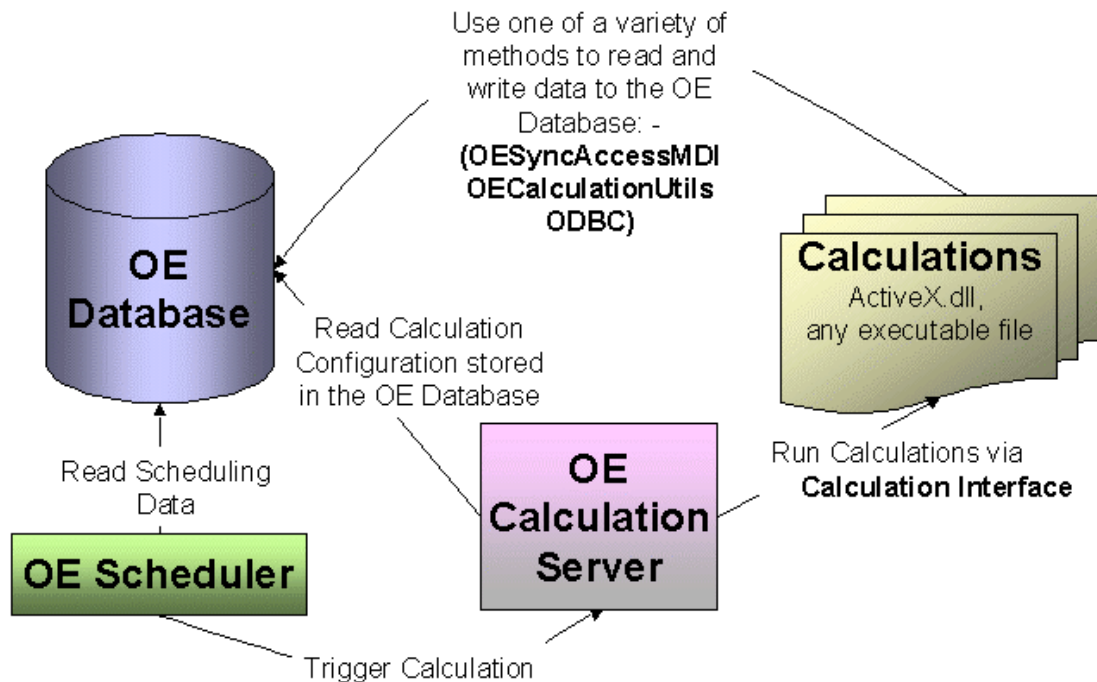 Use one of a variety of
methods to read and
write data to the OE
Database: -
(OESyncAccessMDI
OECalculationUtils
ODBC)
OE
Database
Calculations
ActiveX.dll,
any executable file
Read Calculation
Configuration stored
in the OE Database
Read Scheduling
Data
OE
Calculation
Server
Run Calculations via
Calculation Interface
OE Scheduler
Trigger Calculation